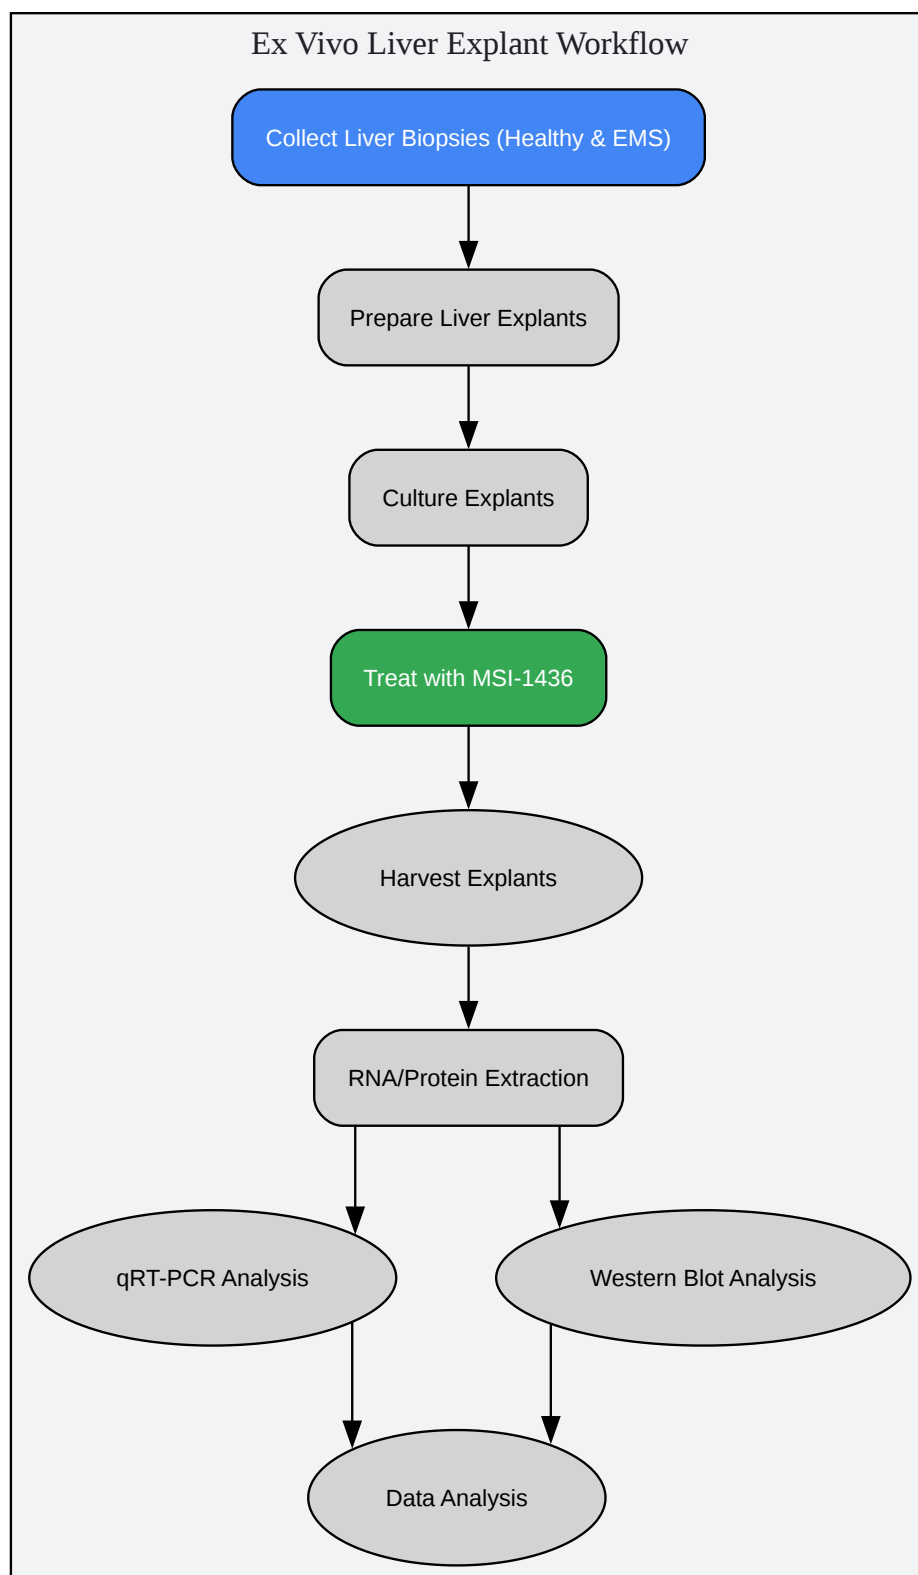 Ex Vivo Liver Explant Workflow
Collect Liver Biopsies (Healthy & EMS)
Prepare Liver Explants
Culture Explants
Treat with MSI-1436
Harvest Explants
RNA/Protein Extraction
qRT-PCR Analysis
Western Blot Analysis
Data Analysis